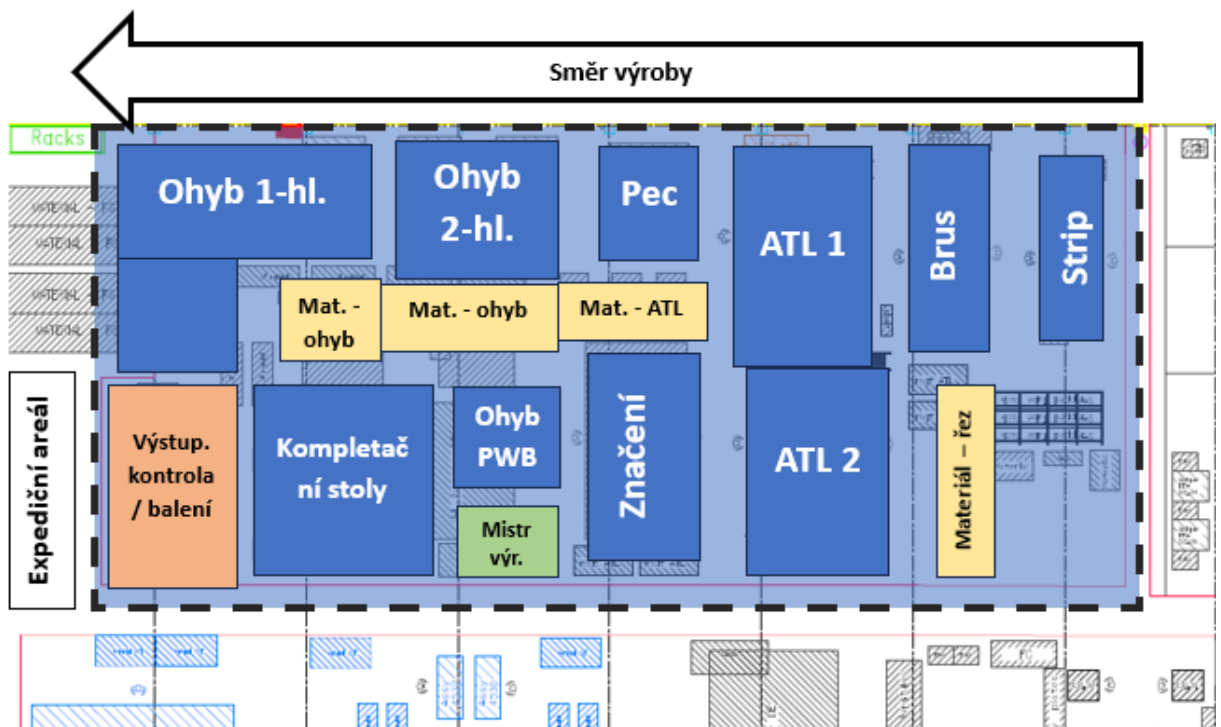 Směr výroby
Racks
Ohyb 1-hl.
Ohyb
2-hl.
Pec
ATL 1
Brus
Strip
Mat. -
ohyb
Mat. - ohyb
Mat. - ATL
Expediční areál
Výstup.
kontrola
/ balení
Kompletač
ní stoly
Ohyb
PWB
Mistr
výr.
Značení
ATL 2
Materiál – řez